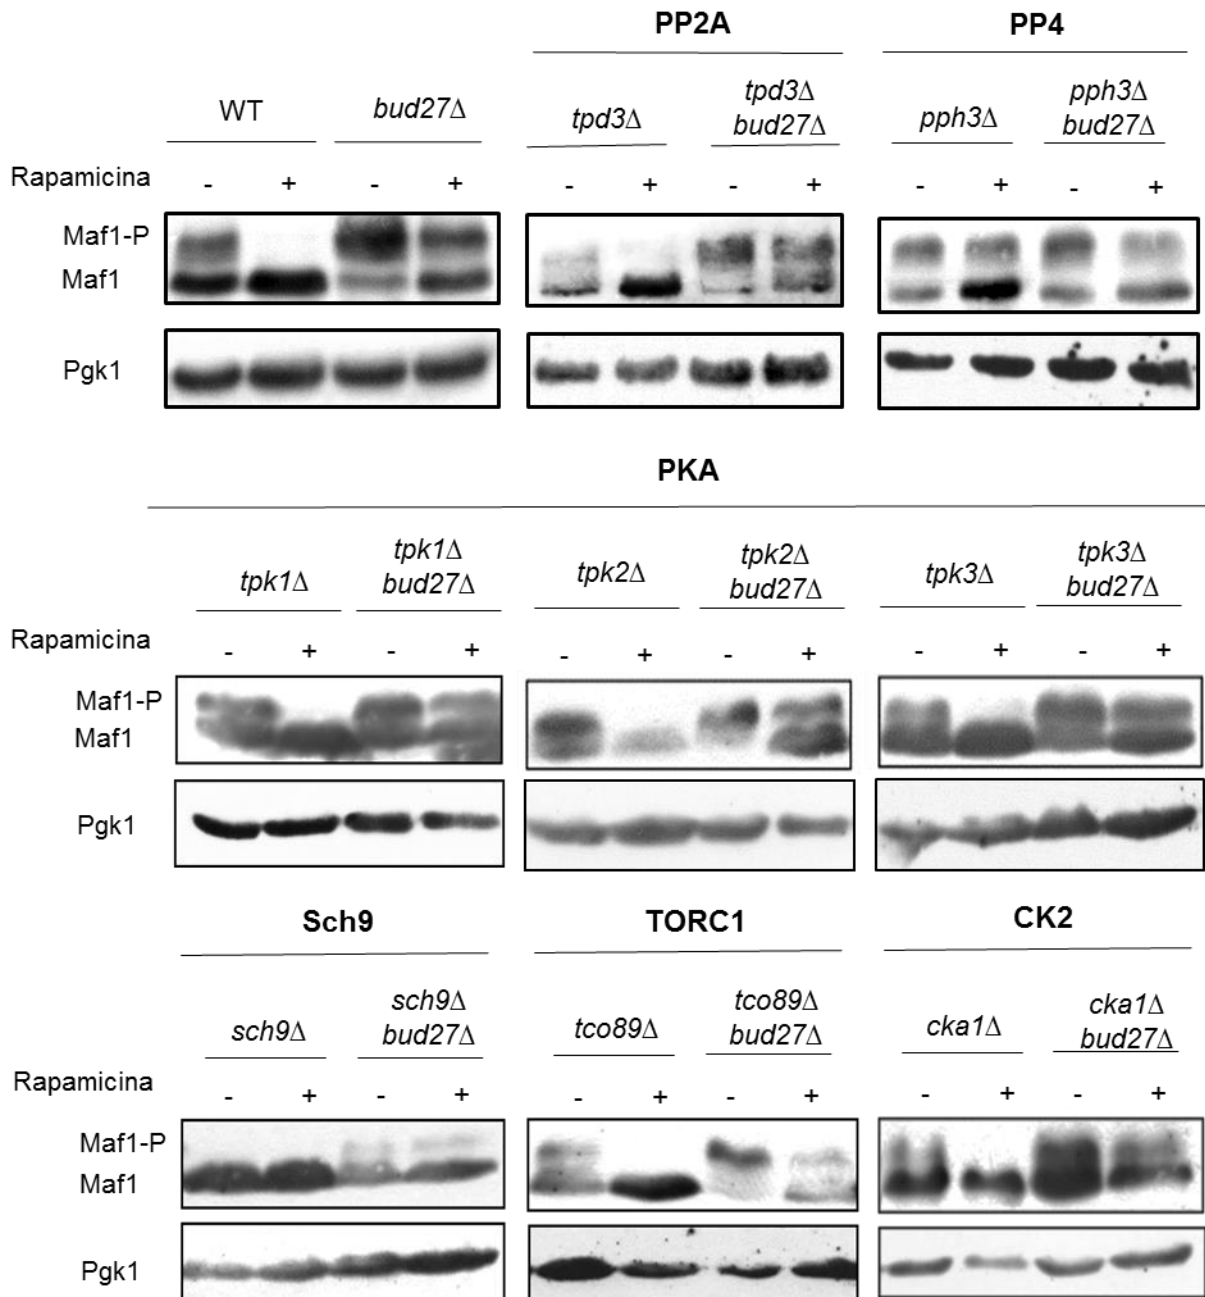 PP2A PP4
WT bud27Δ tpd3Δ tpd3Δ pph3Δ pph3Δ
bud27Δ bud27Δ
Rapamicina - + - + - + - + - + - +
Maf1-P
Maf1
Pgk1
PKA
tpk1Δ tpk1Δ tpk2Δ tpk2Δ tpk3Δ tpk3Δ
bud27Δ bud27Δ bud27Δ
Rapamicina - + - + - + - + - + - +
Maf1-P
Maf1
Pgk1
Sch9 TORC1 CK2
sch9Δ sch9Δ tco89Δ tco89Δ cka1Δ cka1Δ
bud27Δ bud27Δ bud27Δ
Rapamicina - + - + - + - + - + - +
Maf1-P
Maf1
Pgk1